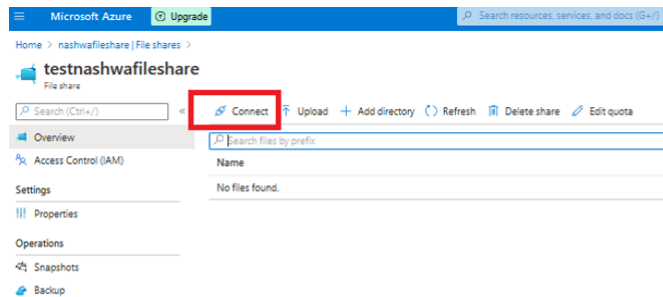 Microsoft Azure Upgrade Search resources, services, and docs (G+/)
Home > nashwafileshare | File shares >
testnashwafileshare
File share
Search (Ctrl+/) « Connect Upload Add directory Refresh Delete share Edit quota
Overview
Search files by prefix
Access Control (IAM)
Name
Settings
No files found.
Properties
Operations
Snapshots
Backup